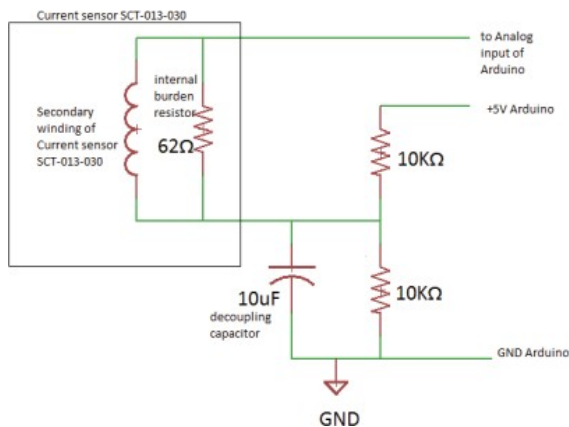 Current sensor SCT-013-030
to Analog
input of
Arduino
internal
burden
resistor
Secondary
winding of
Current sensor
SCT-013-030
62Ω
+5V Arduino
10KΩ
10uF
decoupling
capacitor
10KΩ
GND Arduino
GND